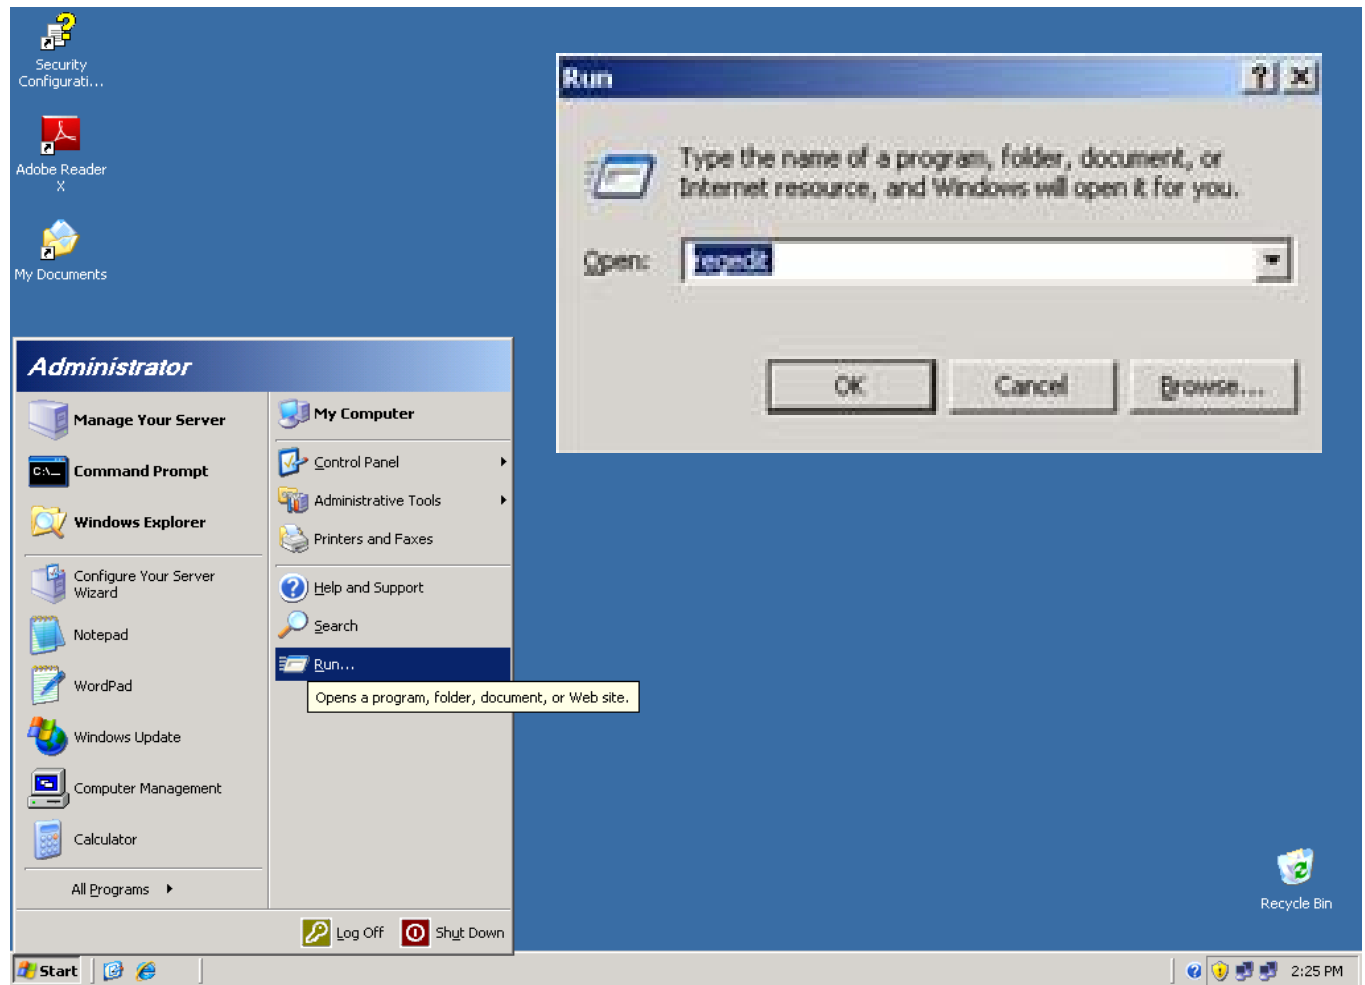 Security
Configurati...
Adobe Reader
X
My Documents
Run
Type the name of a program, folder, document, or
Internet resource, and Windows will open it for you.
Open:
regedit
OK
Cancel
Browse...
Administrator
Manage Your Server
Command Prompt
Windows Explorer
Configure Your Server
Wizard
Notepad
WordPad
Windows Update
Computer Management
Calculator
All Programs
My Computer
Control Panel
Administrative Tools
Printers and Faxes
Help and Support
Search
Run...
Opens a program, folder, document, or Web site.
Log Off
Shut Down
Recycle Bin
Start
2:25 PM